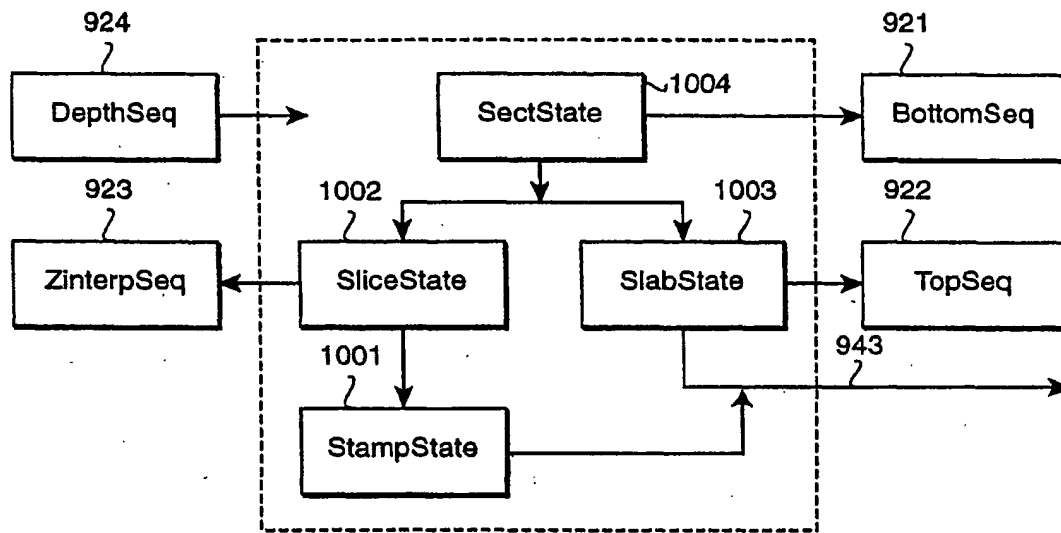 924
921
DepthSeq
SectState
1004
BottomSeq
923
1002
1003
922
ZinterpSeq
SliceState
SlabState
TopSeq
1001
943
StampState